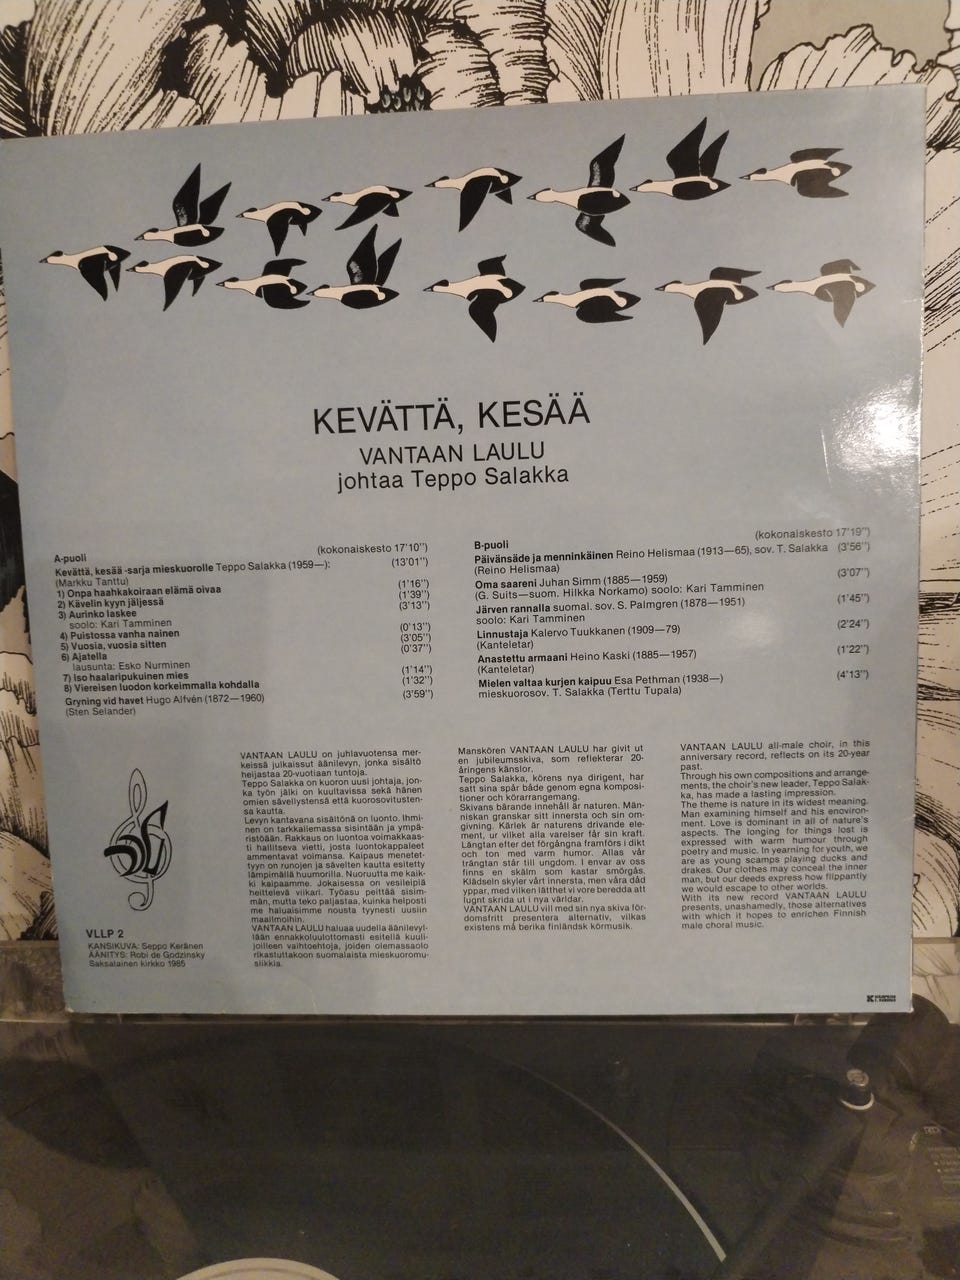 KEVÄTTÄ, KESÄÄ
VANTAAN LAULU
johtaa Teppo Salakka
A-puoli (kokonaiskesto 17'10'')
Kevättä, kesää -sarja mieskuorolle Teppo Salakka (1959—): (13'01'')
(Markku Tanttu)
1) Onpa haahkakoiraan elämä oivaa (1'16'')
2) Kävelin kyyn jäljessä (1'39'')
3) Aurinko laskee (3'13'')
soolo: Kari Tamminen
4) Puistossa vanha nainen (0'13'')
5) Vuosia, vuosia sitten (3'05'')
6) Ajatella (0'37'')
lausunta: Esko Nurminen
7) Iso haalaripukuinen mies (1'14'')
8) Viereisen luodon korkeimmalla kohdalla (1'32'')
Gryning vid havet Hugo Alfvén (1872—1960) (3'59'')
(Sten Selander)
B-puoli (kokonaiskesto 17'19'')
Päivänsäde ja menninkäinen Reino Helismaa (1913—65), sov. T. Salakka (3'56'')
(Reino Helismaa)
Oma saareni Juhan Simm (1885—1959) (3'07'')
(G. Suits—suom. Hilkka Norkamo) soolo: Kari Tamminen
Järven rannalla suomal. sov. S. Palmgren (1878—1951) (1'45'')
soolo: Kari Tamminen
Linnustaja Kalervo Tuukkanen (1909—79) (2'24'')
(Kanteletar)
Anastettu armaani Heino Kaski (1885—1957) (1'22'')
(Kanteletar)
Mielen valtaa kurjen kaipuu Esa Pethman (1938—) (4'13'')
mieskuorosov. T. Salakka (Terttu Tupala)
VANTAAN LAULU on juhlavuotensa mer-
keissä julkaissut äänilevyn, jonka sisältö
heijastaa 20-vuotiaan tuntoja.
Teppo Salakka on kuoron uusi johtaja, jon-
ka työn jälki on kuultavissa sekä hänen
omien sävellystensä että kuorosovitusten-
sa kautta.
Levyn kantavana sisältönä on luonto. Ihmi-
nen on tarkkailemassa sisintään ja ympä-
ristöään. Rakkaus on luontoa voimakkaas-
ti hallitseva vietti, josta luontokappaleet
ammentavat voimansa. Kaipaus menetet-
tyyn on runojen ja sävelten kautta esitetty
lämpimällä huumorilla. Nuoruutta me kaik-
ki kaipaamme. Jokaisessa on vesilipiä
heittelevä viikari. Työasu peittää sisim-
män, mutta teko paljastaa, kuinka helposti
me haluaisimme nousta tyynesti uusiin
maailmoihin.
VANTAAN LAULU haluaa uudella äänilevyl-
lään ennakkoluulottomasti esitellä kuuli-
joilleen vaihtoehtoja, joiden olemassaolo
rikastuttakoon suomalaista mieskuoromu-
siikkia.
Manskören VANTAAN LAULU har givit ut
en jubileumsskiva, som reflekterar 20-
åringens känslor.
Teppo Salakka, körens nya dirigent, har
satt sina spår både genom egna komposi-
tioner och körarrangemang.
Skivans bärande innehåll är naturen. Män-
niskan granskar sitt innersta och sin om-
givning. Kärlek är naturens drivande ele-
ment, ur vilket alla varelser får sin kraft.
Längtan efter det förgångna framförs i dikt
och ton med varm humor. Allas vår
trängtan står till ungdom. I envar av oss
finns en skälm som kastar smörgås.
Klädseln skyler vårt innersta, men våra dåd
yppar, med vilken lätthet vi vore beredda att
lugnt skrida ut i nya världar.
VANTAAN LAULU vill med sin nya skiva för-
domsfritt presentera alternativ, vilkas
existens må berika finländsk körmusik.
VANTAAN LAULU all-male choir, in this
anniversary record, reflects on its 20-year
past.
Through his own compositions and arrange-
ments, the choir's new leader, Teppo Salak-
ka, has made a lasting impression.
The theme is nature in its widest meaning.
Man examining himself and his environ-
ment. Love is dominant in all of nature's
aspects. The longing for things lost is
expressed with warm humour through
poetry and music. In yearning for youth, we
are as young scamps playing ducks and
drakes. Our clothes may conceal the inner
man, but our deeds express how flippantly
we would escape to other worlds.
With its new record VANTAAN LAULU
presents, unashamedly, those alternatives
with which it hopes to enrichen Finnish
male choral music.
VLLP 2
KANSIKUVA: Seppo Keränen
ÄÄNITYS: Robi de Godzinsky
Saksalainen kirkko 1985